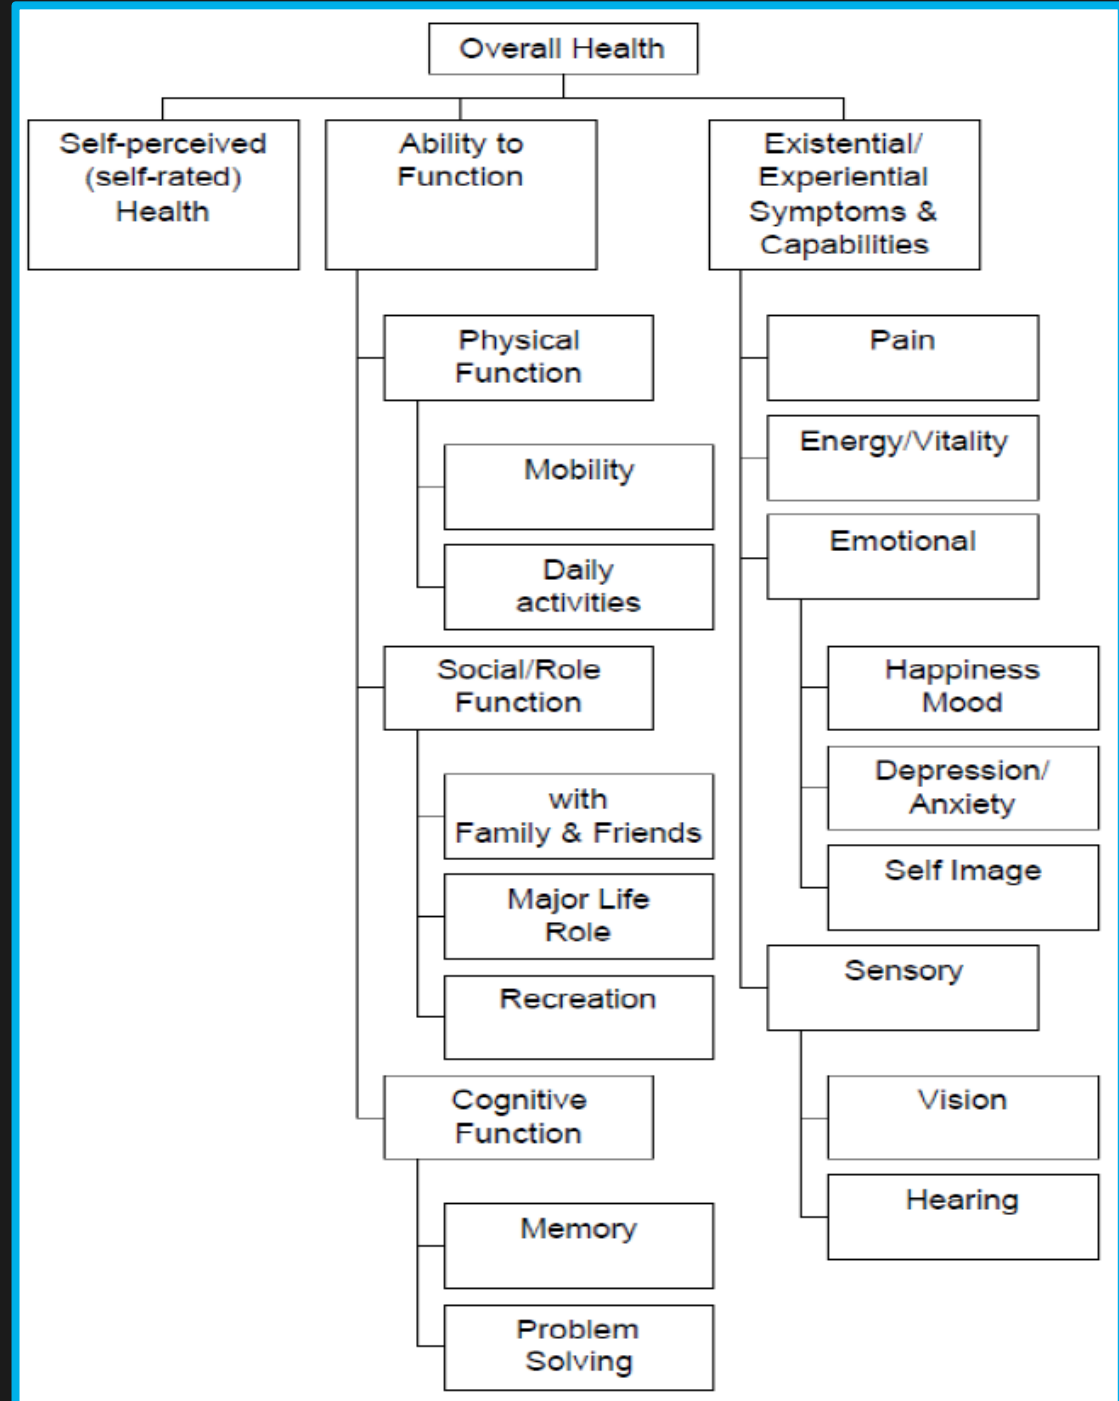 Overall Health
Self-perceived
(self-rated)
Health
Ability to
Function
Existential/
Experiential
Symptoms &
Capabilities
Physical
Function
Mobility
Daily
activities
Social/Role
Function
with
Family & Friends
Major Life
Role
Recreation
Cognitive
Function
Memory
Problem
Solving
Pain
Energy/Vitality
Emotional
Happiness
Mood
Depression/
Anxiety
Self Image
Sensory
Vision
Hearing